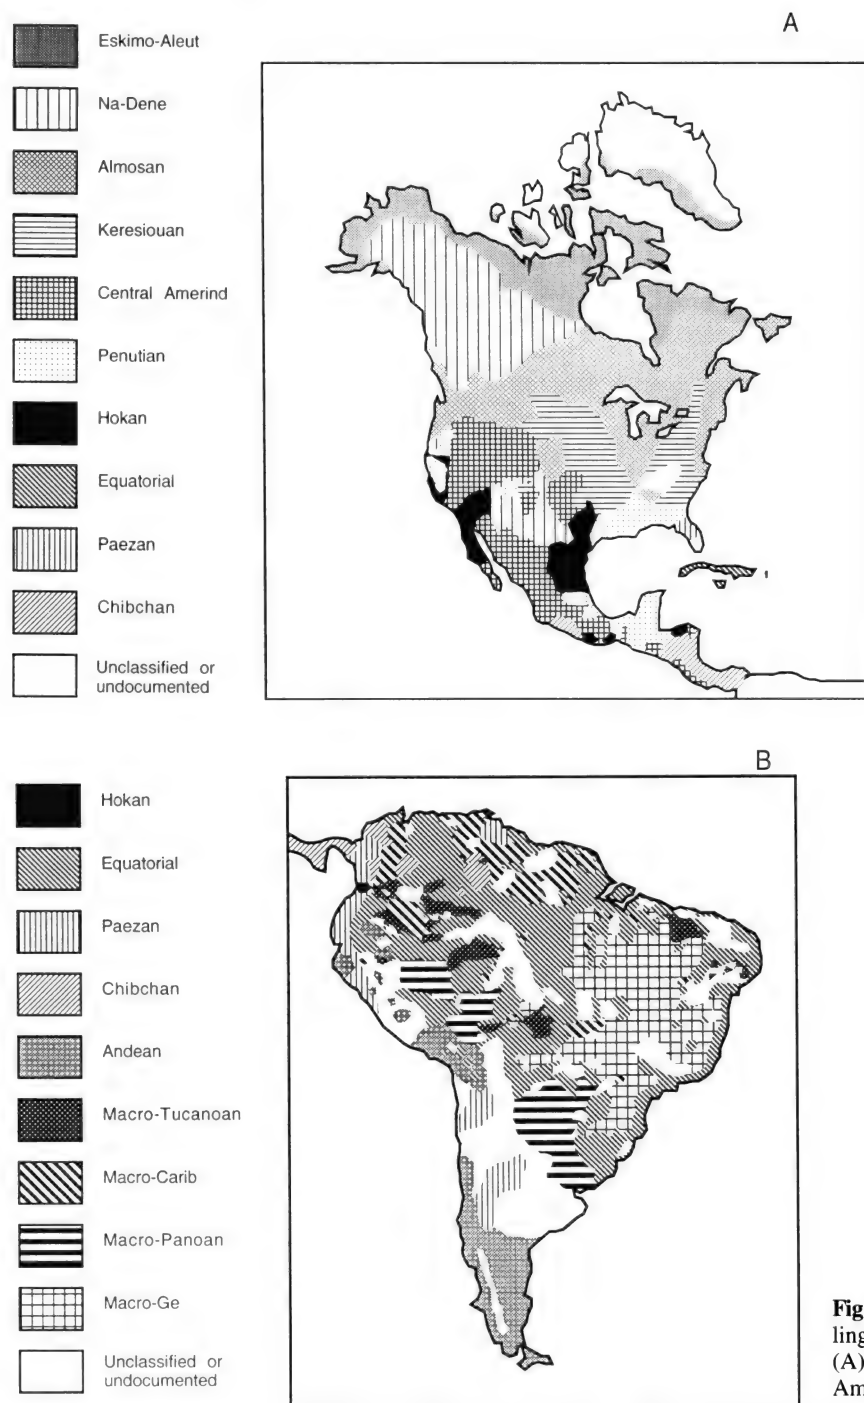 A
Eskimo-Aleut
Na-Dene
Almosan
Keresiouan
Central Amerind
Penutian
Hokan
Equatorial
Paezan
Chibchan
Unclassified or
undocumented
B
Hokan
Equatorial
Paezan
Chibchan
Andean
Macro-Tucanoan
Macro-Carib
Macro-Panoan
Macro-Ge
Unclassified or
undocumented
Fig
ling
(A)
Am